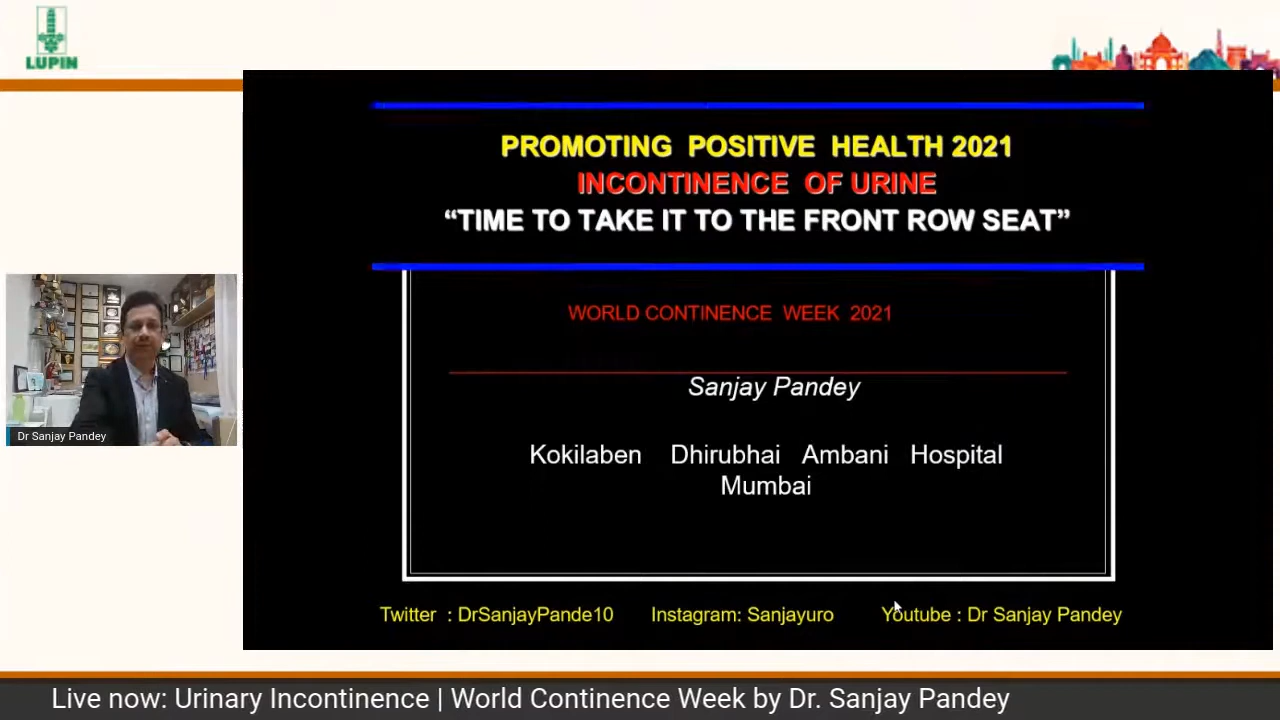 LUPIN
PROMOTING POSITIVE HEALTH 2021
INCONTINENCE OF URINE
“TIME TO TAKE IT TO THE FRONT ROW SEAT”
WORLD CONTINENCE WEEK 2021
Sanjay Pandey
Kokilaben Dhirubhai Ambani Hospital
Mumbai
Dr Sanjay Pandey
Twitter : DrSanjayPande10 Instagram: Sanjayuro Youtube : Dr Sanjay Pandey
Live now: Urinary Incontinence | World Continence Week by Dr. Sanjay Pandey